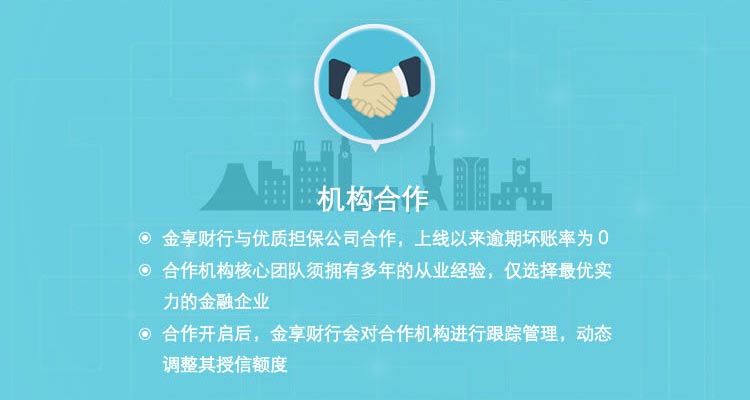 机构合作
金享财行与优质担保公司合作，上线以来逾期坏账率为 0
合作机构核心团队须拥有多年的从业经验，仅选择最优实
力的金融企业
合作开启后，金享财行会对合作机构进行跟踪管理，动态
调整其授信额度